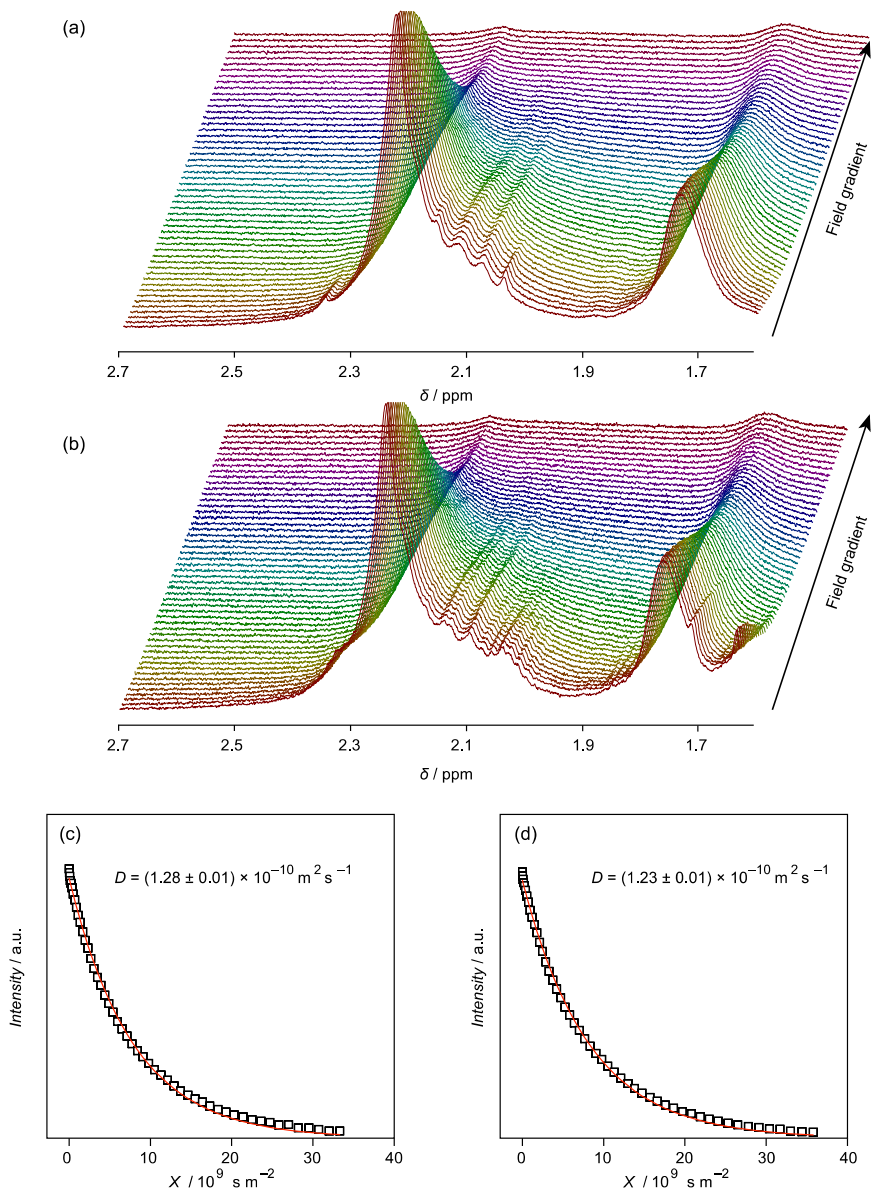 (a)
Field gradient
2.7 2.5 2.3 2.1 1.9 1.7
δ / ppm
(b)
Field gradient
2.7 2.5 2.3 2.1 1.9 1.7
δ / ppm
(c)
D = (1.28 ± 0.01) × 10⁻¹⁰ m² s⁻¹
Intensity / a.u.
0 10 20 30 40
X / 10⁹ s m⁻²
(d)
D = (1.23 ± 0.01) × 10⁻¹⁰ m² s⁻¹
Intensity / a.u.
0 10 20 30 40
X / 10⁹ s m⁻²